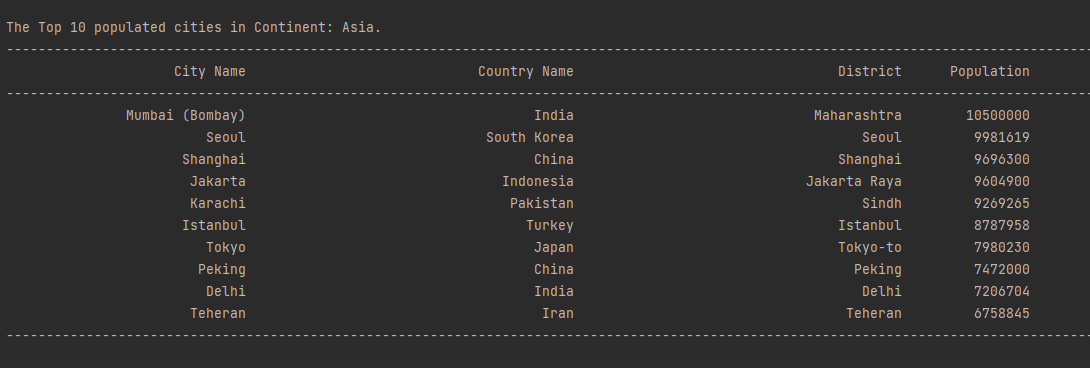 The Top 10 populated cities in Continent: Asia.
----------------------------------------------------------------------------------------------------------------------------------------
City Name Country Name District Population
----------------------------------------------------------------------------------------------------------------------------------------
Mumbai (Bombay) India Maharashtra 10500000
Seoul South Korea Seoul 9981619
Shanghai China Shanghai 9696300
Jakarta Indonesia Jakarta Raya 9604900
Karachi Pakistan Sindh 9269265
Istanbul Turkey Istanbul 8787958
Tokyo Japan Tokyo-to 7980230
Peking China Peking 7472000
Delhi India Delhi 7206704
Teheran Iran Teheran 6758845
----------------------------------------------------------------------------------------------------------------------------------------